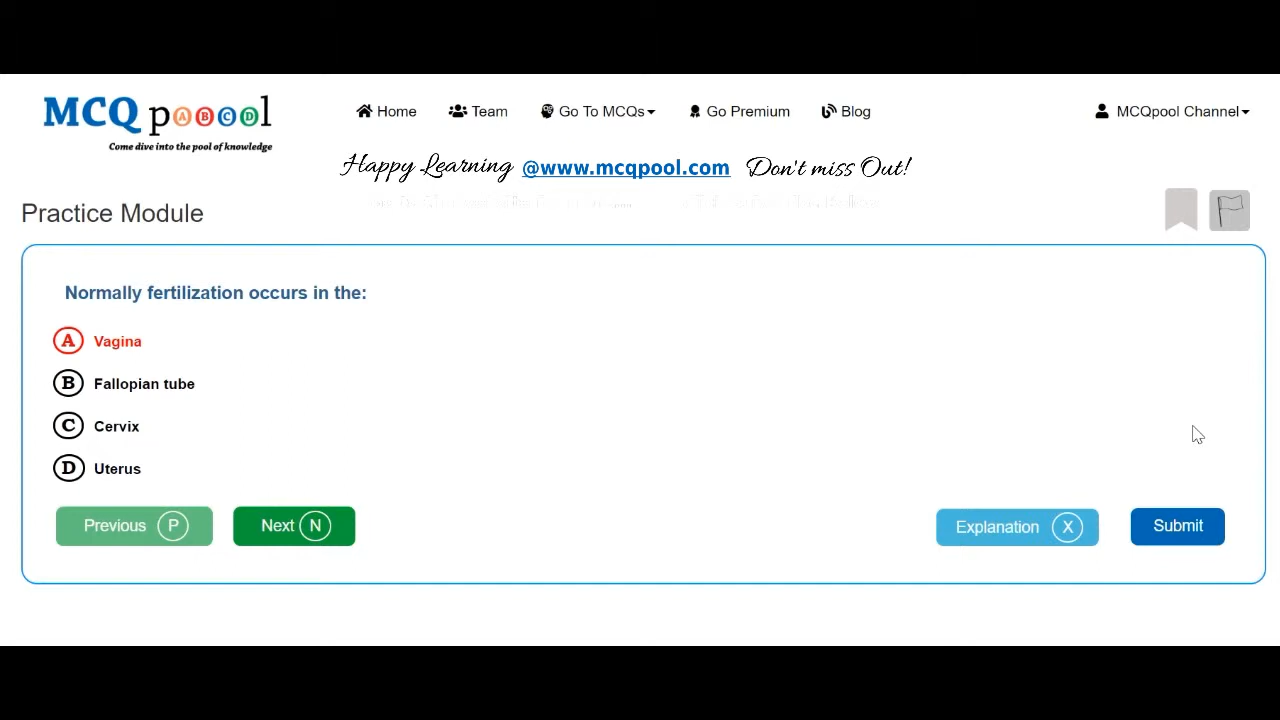 MCQ pABCDl
Come dive into the pool of knowledge
Home Team Go To MCQs Go Premium Blog MCQpool Channel
Happy Learning @www.mcqpool.com Don't miss Out!
Practice Module
Normally fertilization occurs in the:
A Vagina
B Fallopian tube
C Cervix
D Uterus
Previous P Next N Explanation X Submit